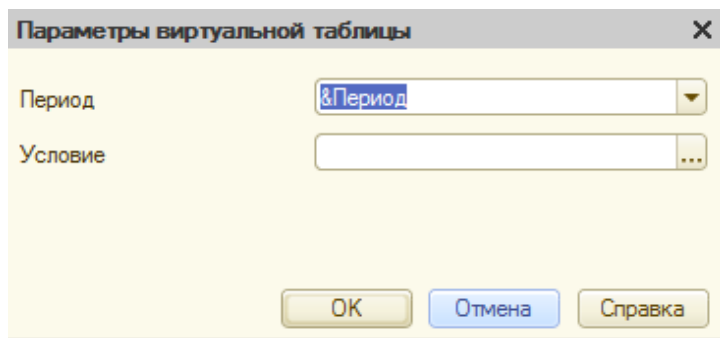 Параметры виртуальной таблицы
Период &Период
Условие ...
OK Отмена Справка